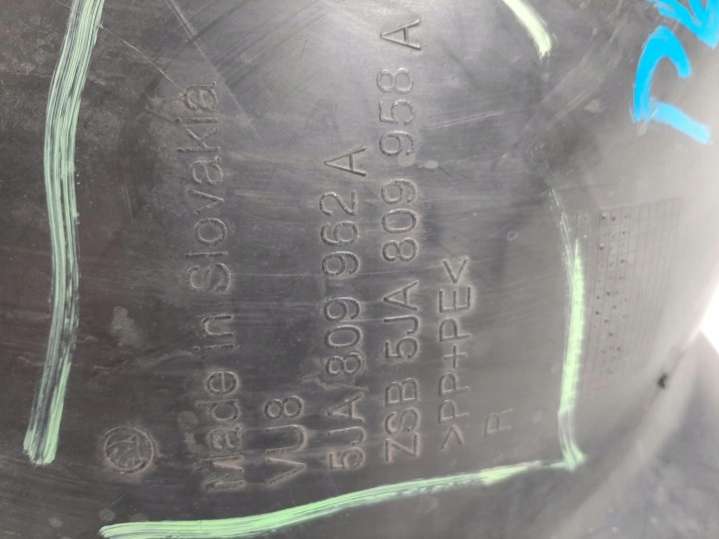 Made in Slovakia
VU8
5JA 809 962 A
ZSB 5JA 809 958 A
>PP+PE<
R